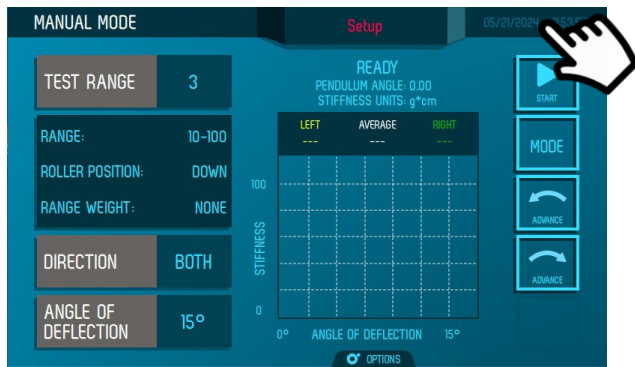 MANUAL MODE
Setup
05/21/2024
TEST RANGE 3
RANGE: 10-100
ROLLER POSITION: DOWN
RANGE WEIGHT: NONE
DIRECTION BOTH
ANGLE OF
DEFLECTION
15°
READY
PENDULUM ANGLE: 0.00
STIFFNESS UNITS: g*cm
LEFT AVERAGE RIGHT
--- --- ---
100
STIFFNESS
0
0° ANGLE OF DEFLECTION 15°
OPTIONS
START
MODE
ADVANCE
ADVANCE